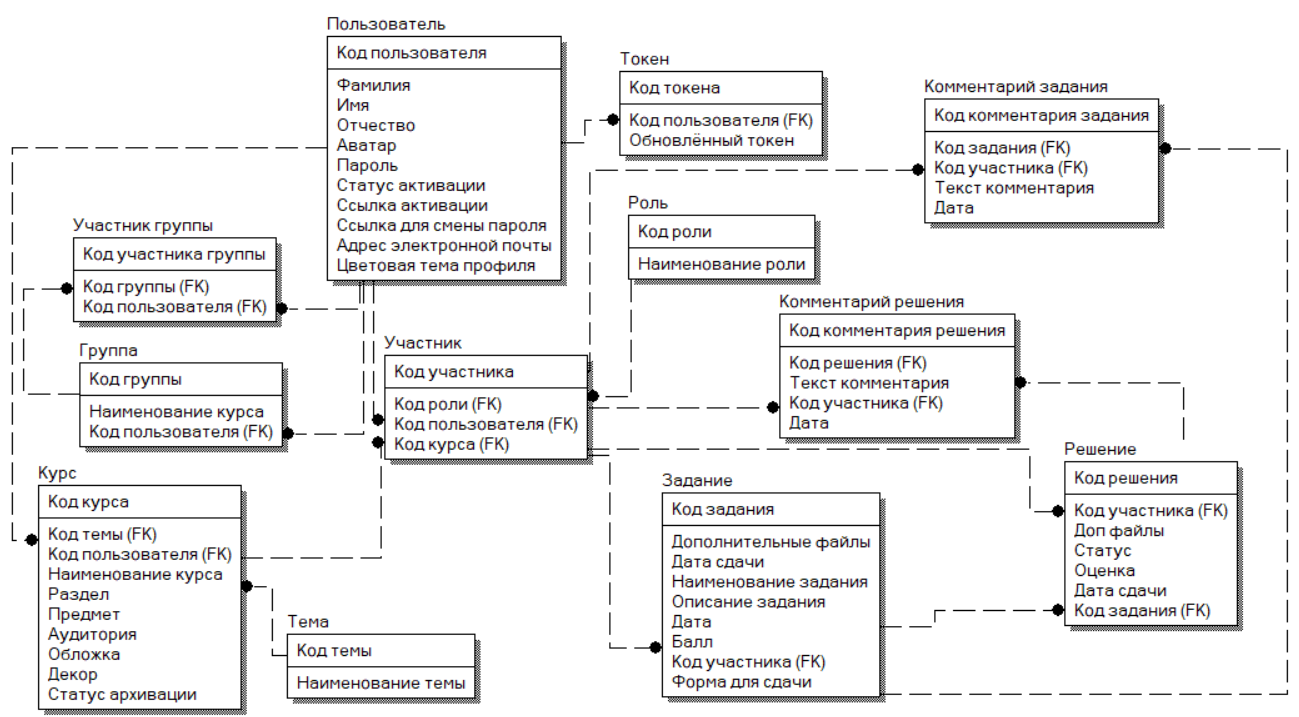 Пользователь
Код пользователя
Фамилия
Имя
Отчество
Аватар
Пароль
Статус активации
Ссылка активации
Ссылка для смены пароля
Адрес электронной почты
Цветовая тема профиля
Токен
Код токена
Код пользователя (FK)
Обновлённый токен
Комментарий задания
Код комментария задания
Код задания (FK)
Код участника (FK)
Текст комментария
Дата
Участник группы
Код участника группы
Код группы (FK)
Код пользователя (FK)
Роль
Код роли
Наименование роли
Группа
Код группы
Наименование курса
Код пользователя (FK)
Участник
Код участника
Код роли (FK)
Код пользователя (FK)
Код курса (FK)
Комментарий решения
Код комментария решения
Код решения (FK)
Текст комментария
Код участника (FK)
Дата
Курс
Код курса
Код темы (FK)
Код пользователя (FK)
Наименование курса
Раздел
Предмет
Аудитория
Обложка
Декор
Статус архивации
Тема
Код темы
Наименование темы
Задание
Код задания
Дополнительные файлы
Дата сдачи
Наименование задания
Описание задания
Дата
Балл
Код участника (FK)
Форма для сдачи
Решение
Код решения
Код участника (FK)
Доп файлы
Статус
Оценка
Дата сдачи
Код задания (FK)